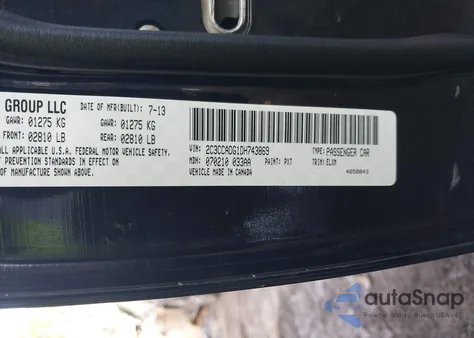 GROUP LLC DATE OF MFR(BUILT): 7-13
GAWR: 01275 KG GAWR: 01275 KG
FRONT: 02810 LB REAR: 02810 LB
ALL APPLICABLE U.S.A. FEDERAL MOTOR VEHICLE SAFETY,
PREVENTION STANDARDS IN EFFECT
OF MANUFACTURE SHOWN ABOVE.
VIN: 2C3CCADG1DH743869 TYPE: PASSENGER CAR
MDH: 070210 033AA PAINT: PXT TRIM: ELXM
VEHICLE MADE IN CANADA 4658043
autoSnap